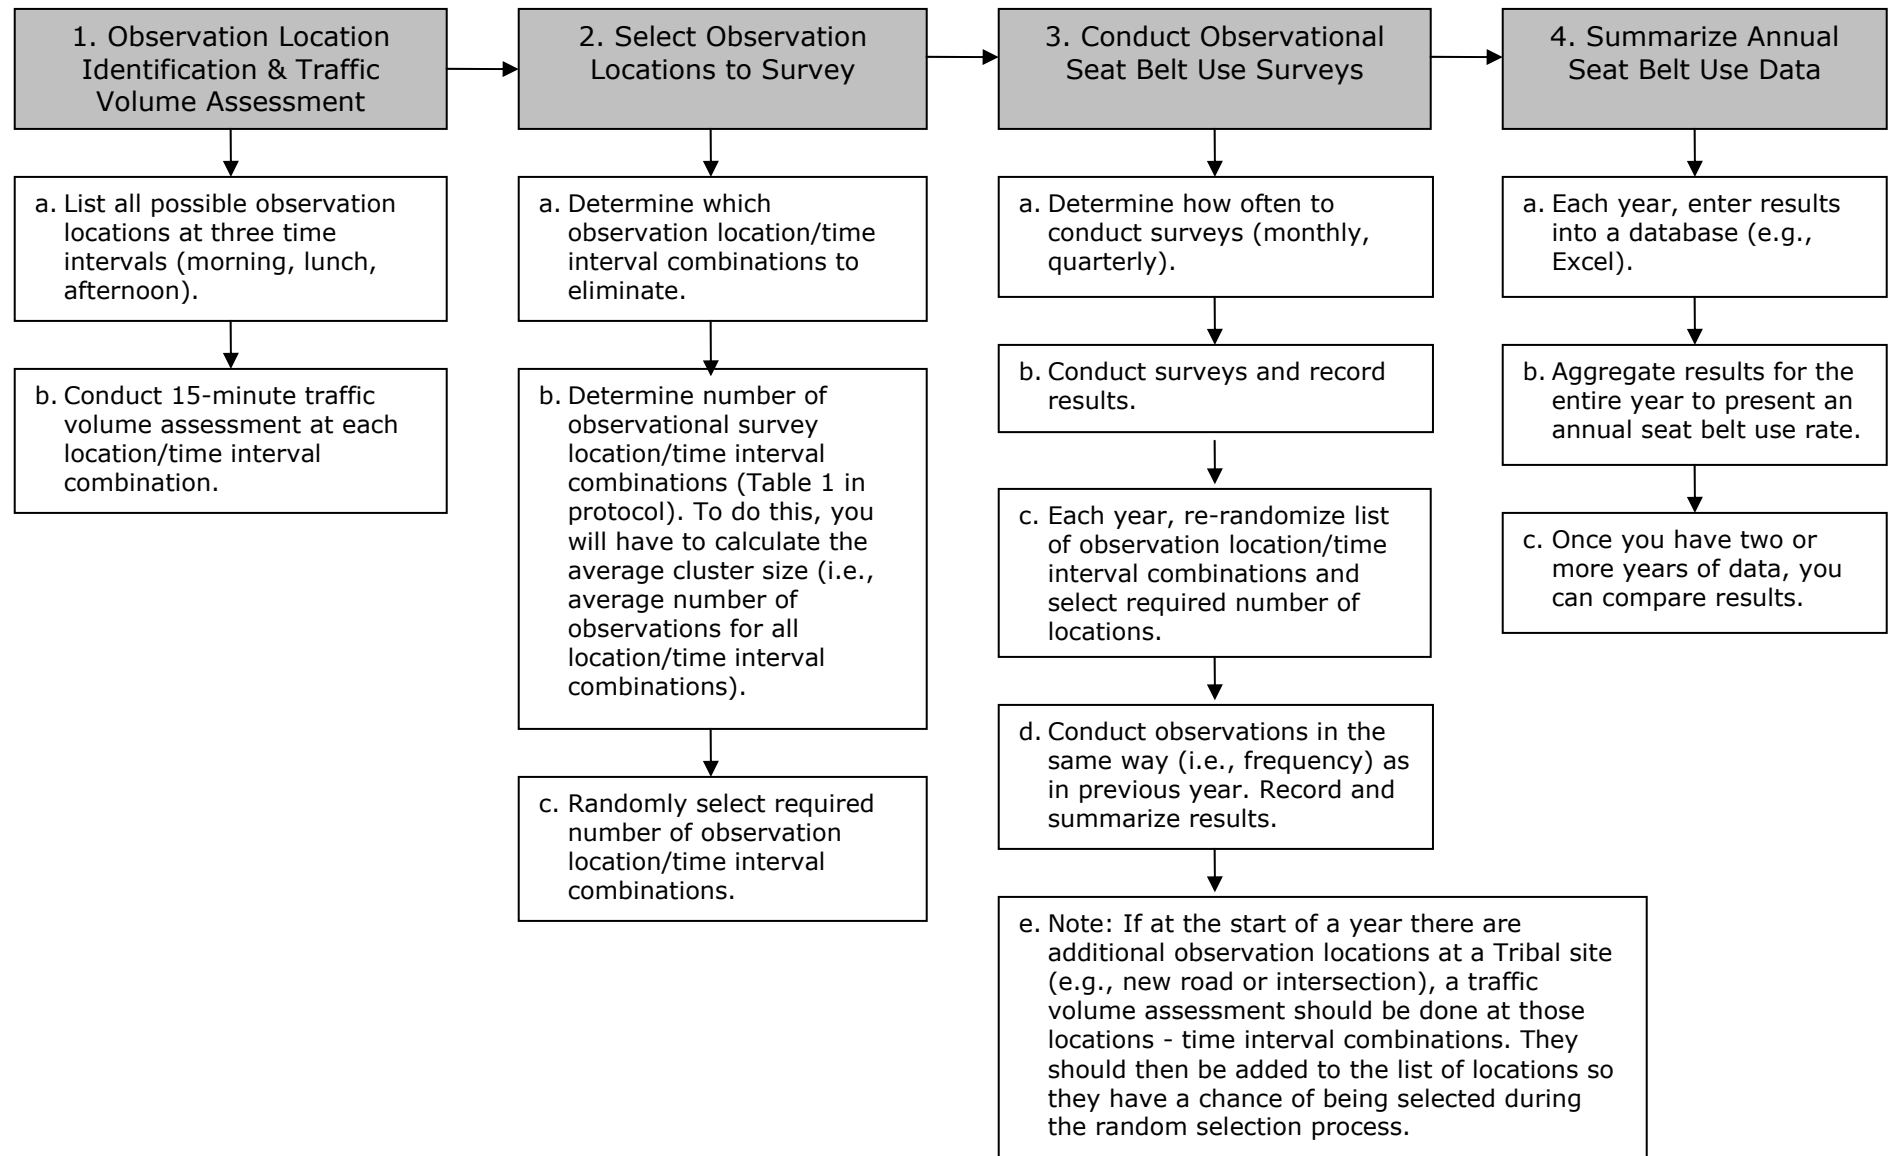 1. Observation Location
Identification & Traffic
Volume Assessment
a. List all possible observation
locations at three time
intervals (morning, lunch,
afternoon).
b. Conduct 15-minute traffic
volume assessment at each
location/time interval
combination.
2. Select Observation
Locations to Survey
a. Determine which
observation location/time
interval combinations to
eliminate.
b. Determine number of
observational survey
location/time interval
combinations (Table 1 in
protocol). To do this, you
will have to calculate the
average cluster size (i.e.,
average number of
observations for all
location/time interval
combinations).
c. Randomly select required
number of observation
location/time interval
combinations.
3. Conduct Observational
Seat Belt Use Surveys
a. Determine how often to
conduct surveys (monthly,
quarterly).
b. Conduct surveys and record
results.
c. Each year, re-randomize list
of observation location/time
interval combinations and
select required number of
locations.
d. Conduct observations in the
same way (i.e., frequency) as
in previous year. Record and
summarize results.
e. Note: If at the start of a year there are
additional observation locations at a Tribal site
(e.g., new road or intersection), a traffic
volume assessment should be done at those
locations - time interval combinations. They
should then be added to the list of locations so
they have a chance of being selected during
the random selection process.
4. Summarize Annual
Seat Belt Use Data
a. Each year, enter results
into a database (e.g.,
Excel).
b. Aggregate results for the
entire year to present an
annual seat belt use rate.
c. Once you have two or
more years of data, you
can compare results.